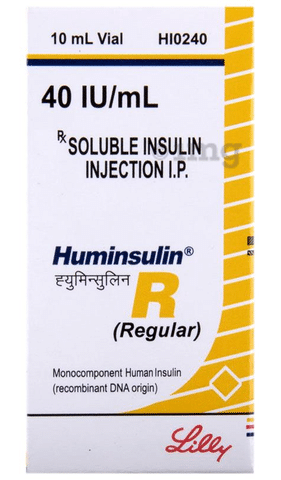 10 mL Vial HI0240
40 IU/mL
Rx SOLUBLE INSULIN
INJECTION I.P.
Huminsulin®
ह्युमिन्सुलिन
R
(Regular)
Monocomponent Human Insulin
(recombinant DNA origin)
Lilly